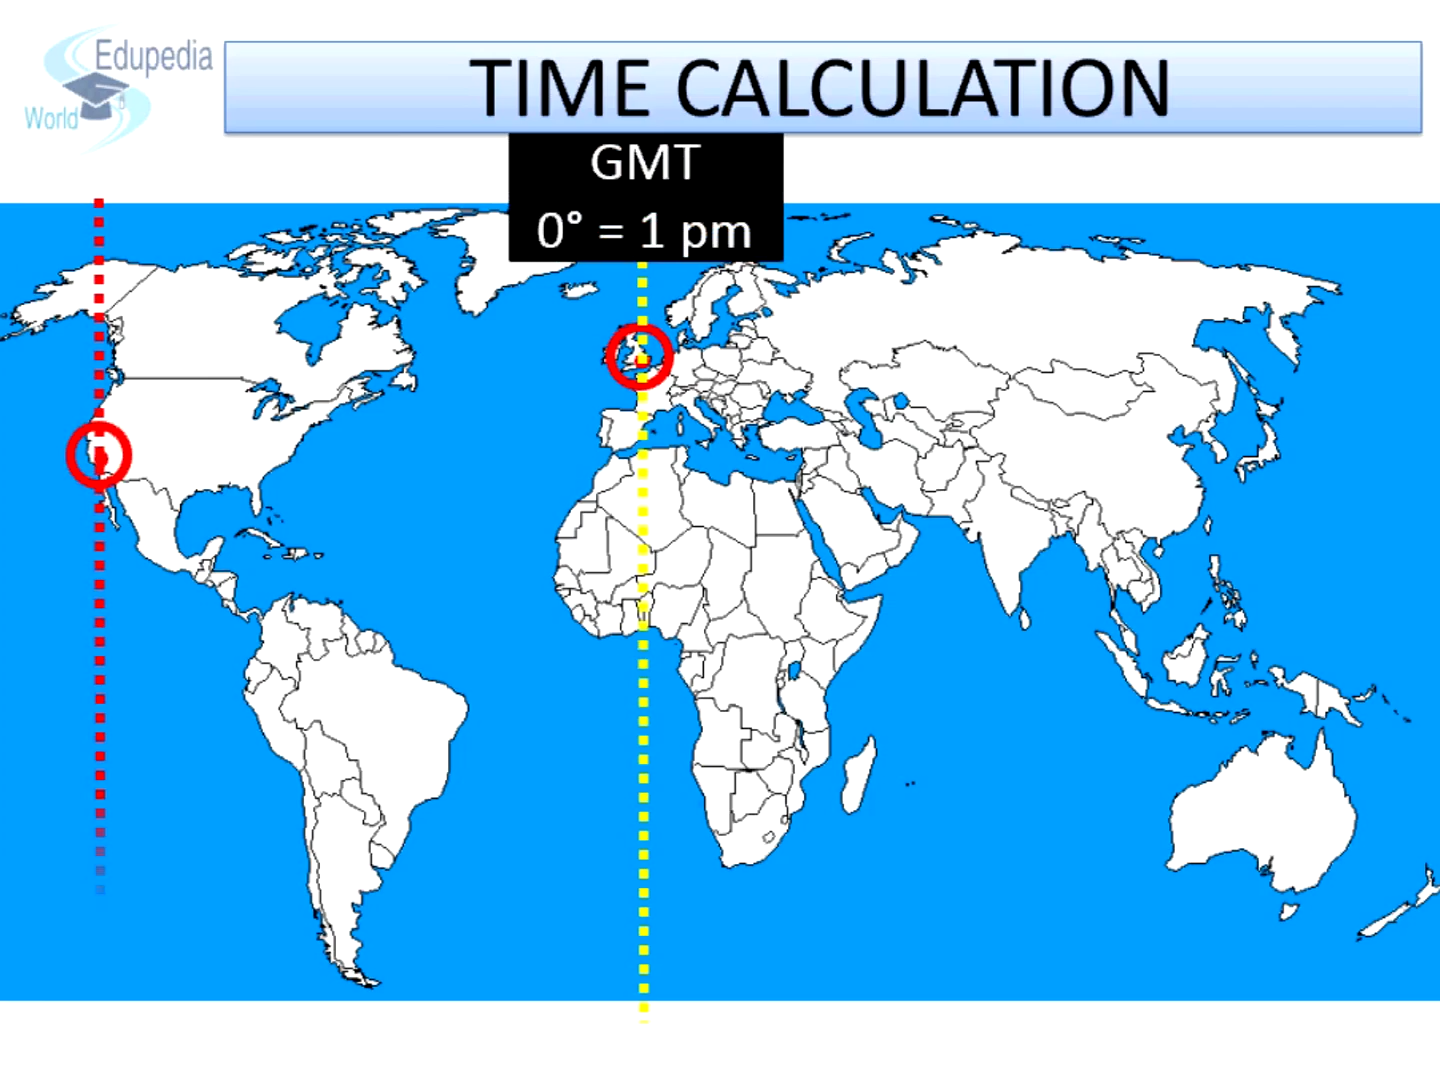 Edupedia
World
TIME CALCULATION
GMT
0° = 1 pm